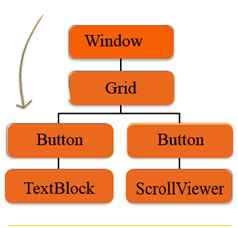 Window
Grid
Button Button
TextBlock ScrollViewer